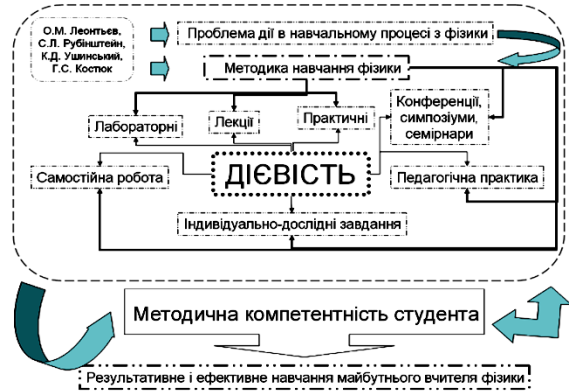 О.М. Леонтьєв,
С.Л. Рубінштейн,
К.Д. Ушинський,
Г.С. Костюк
Проблема дії в навчальному процесі з фізики
Методика навчання фізики
Конференції,
симпозіуми,
семірнари
Лабораторні
Лекції
Практичні
Самостійна робота
ДІЄВІСТЬ
Педагогічна практика
Індивідуально-дослідні завдання
Методична компетентність студента
Результативне і ефективне навчання майбутнього вчителя фізики